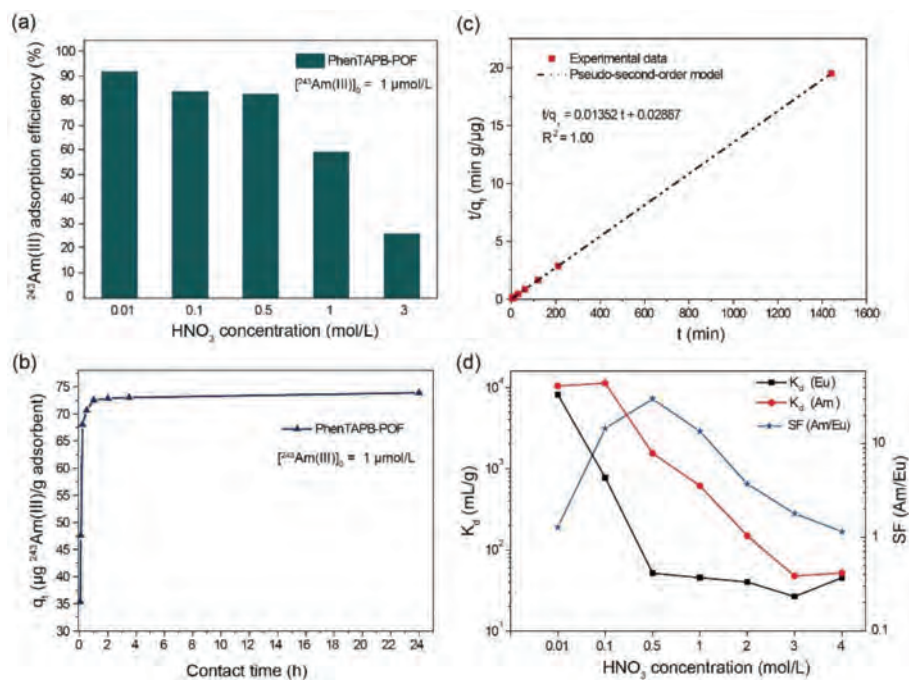 (a)
100
90
80
70
60
50
40
30
20
10
0
²⁴³Am(III) adsorption efficiency (%)
PhenTAPB-POF
[²⁴³Am(III)]₀ = 1 μmol/L
0.01 0.1 0.5 1 3
HNO₃ concentration (mol/L)
(b)
75
70
65
60
55
50
45
40
35
30
qₜ (μg ²⁴³Am(III)/g adsorbent)
PhenTAPB-POF
[²⁴³Am(III)]₀ = 1 μmol/L
0 2 4 6 8 10 12 14 16 18 20 22 24 26
Contact time (h)
(c)
20
15
10
5
0
t/qₜ (min g/μg)
Experimental data
Pseudo-second-order model
t/qₜ = 0.01352 t + 0.02887
R² = 1.00
0 200 400 600 800 1000 1200 1400 1600
t (min)
(d)
10⁴
10³
10²
10¹
K_d (mL/g)
K_d (Eu)
K_d (Am)
SF (Am/Eu)
10
1
0.1
SF (Am/Eu)
0.01 0.1 0.5 1 2 3 4
HNO₃ concentration (mol/L)